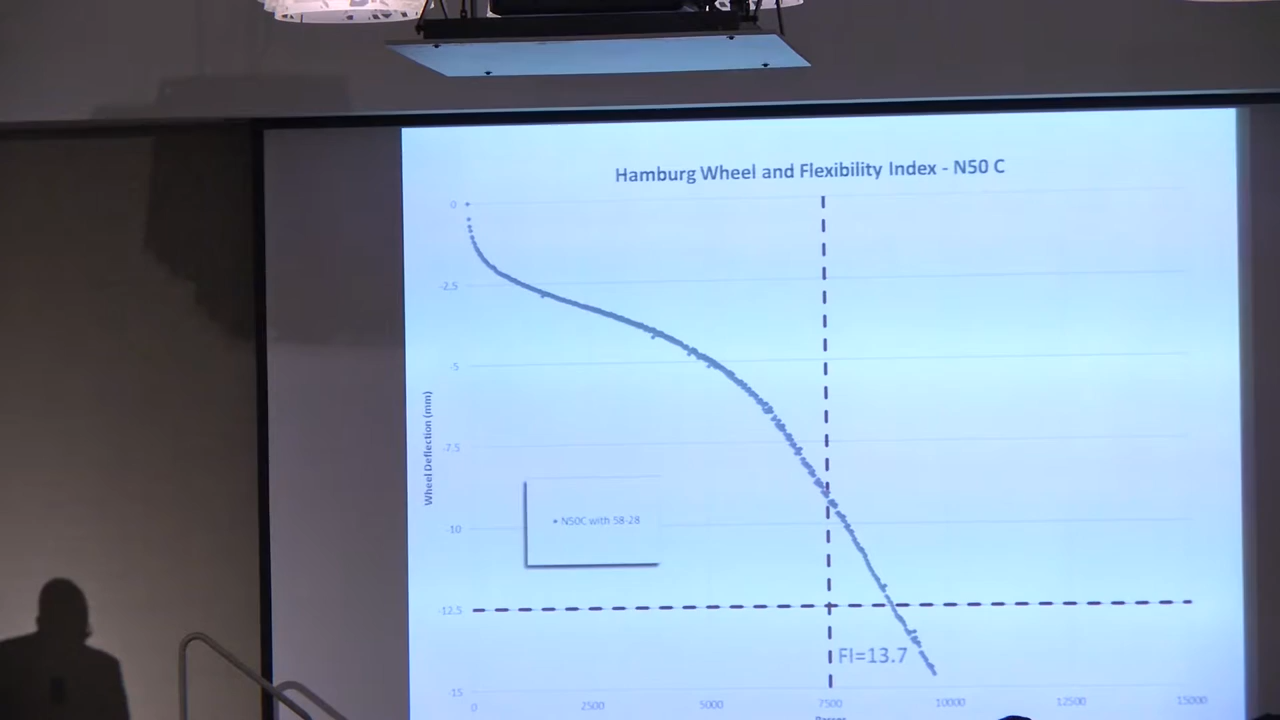 Hamburg Wheel and Flexibility Index - N50 C
0
-2.5
-5
-7.5
-10
-12.5
-15
Wheel Deflection (mm)
N50C with 58-28
FI=13.7
0 2500 5000 7500 10000 12500 15000